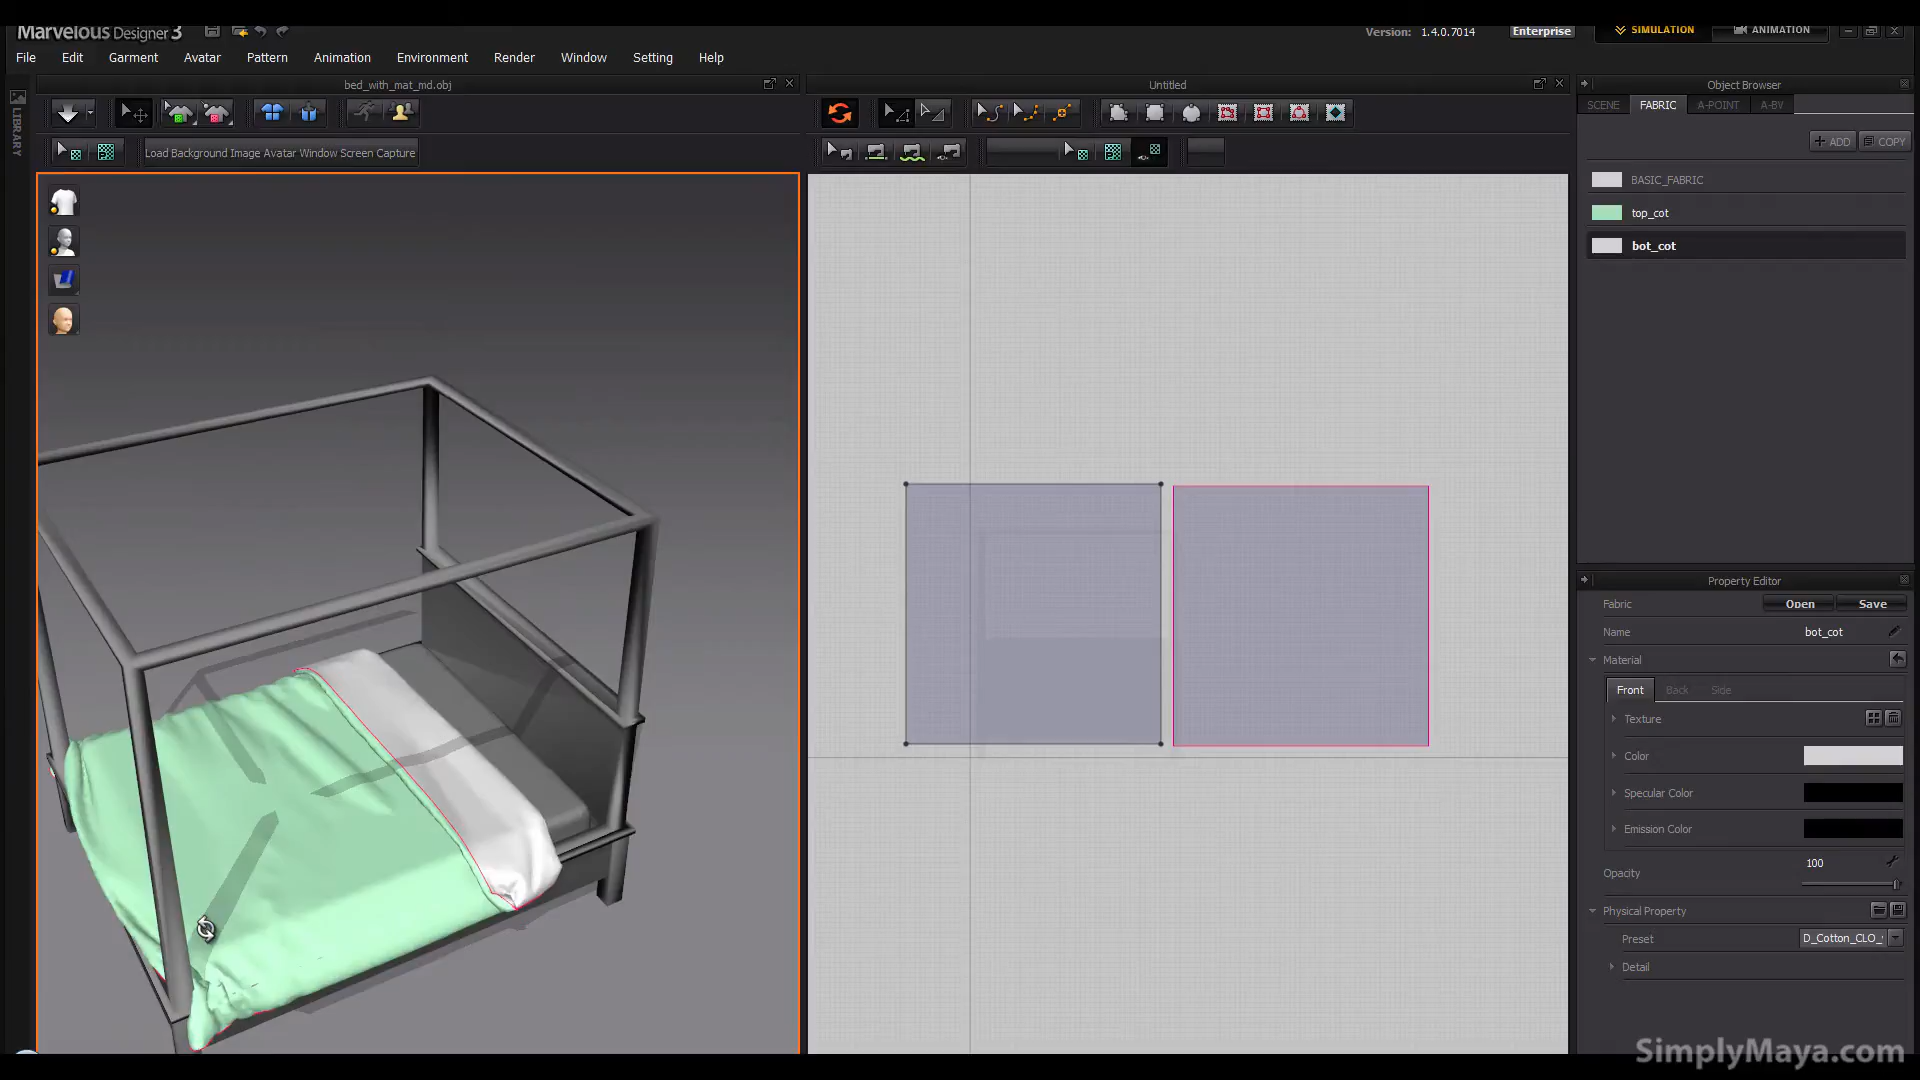 Marvelous Designer 3
Version: 1.4.0.7014
Enterprise
SIMULATION
ANIMATION
File Edit Garment Avatar Pattern Animation Environment Render Window Setting Help
bed_with_mat_md.obj
Untitled
Object Browser
LIBRARY
SCENE FABRIC A-POINT A-BV
Load Background Image Avatar Window Screen Capture
+ ADD COPY
BASIC_FABRIC
top_cot
bot_cot
Property Editor
Fabric Open Save
Name bot_cot
Material
Front Back Side
Texture
Color
Specular Color
Emission Color
100
Opacity
Physical Property
Preset D_Cotton_CLO_
Detail
SimplyMaya.com